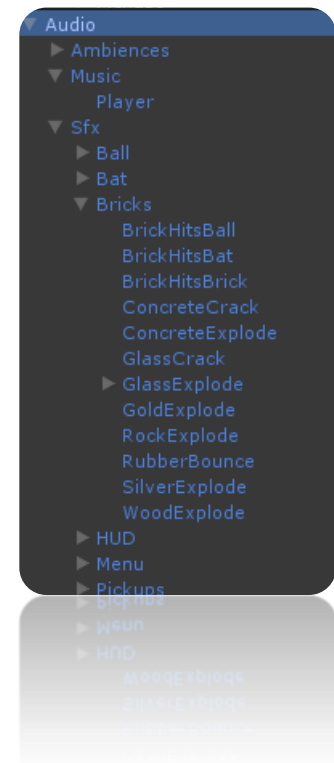 Audio
Ambiences
Music
Player
Sfx
Ball
Bat
Bricks
BrickHitsBall
BrickHitsBat
BrickHitsBrick
ConcreteCrack
ConcreteExplode
GlassCrack
GlassExplode
GoldExplode
RockExplode
RubberBounce
SilverExplode
WoodExplode
HUD
Menu
Pickups